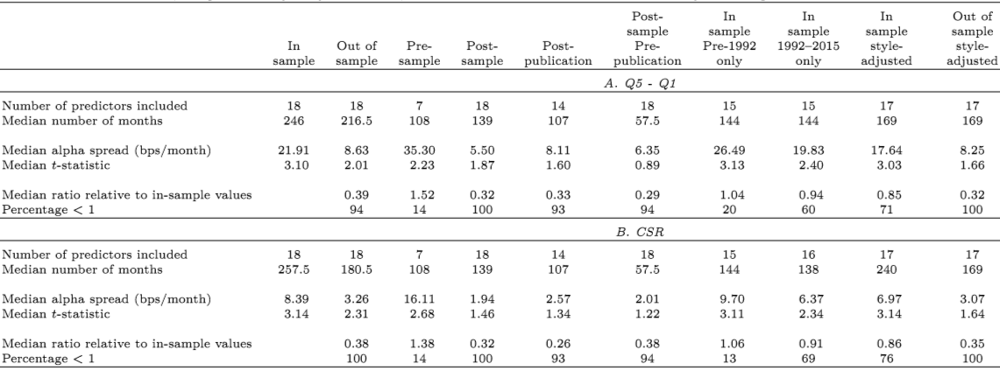 Post- In In In Out of
sample sample sample sample sample
In Out of Pre- Post- Post- Pre- Pre-1992 1992–2015 style- style-
sample sample sample sample publication publication only only adjusted adjusted
A. Q5 - Q1
Number of predictors included 18 18 7 18 14 18 15 15 17 17
Median number of months 246 216.5 108 139 107 57.5 144 144 169 169
Median alpha spread (bps/month) 21.91 8.63 35.30 5.50 8.11 6.35 26.49 19.83 17.64 8.25
Median t-statistic 3.10 2.01 2.23 1.87 1.60 0.89 3.13 2.40 3.03 1.66
Median ratio relative to in-sample values 0.39 1.52 0.32 0.33 0.29 1.04 0.94 0.85 0.32
Percentage < 1 94 14 100 93 94 20 60 71 100
B. CSR
Number of predictors included 18 18 7 18 14 18 15 16 17 17
Median number of months 257.5 180.5 108 139 107 57.5 144 138 240 169
Median alpha spread (bps/month) 8.39 3.26 16.11 1.94 2.57 2.01 9.70 6.37 6.97 3.07
Median t-statistic 3.14 2.31 2.68 1.46 1.34 1.22 3.11 2.34 3.14 1.64
Median ratio relative to in-sample values 0.38 1.38 0.32 0.26 0.38 1.06 0.91 0.86 0.35
Percentage < 1 100 14 100 93 94 13 69 76 100